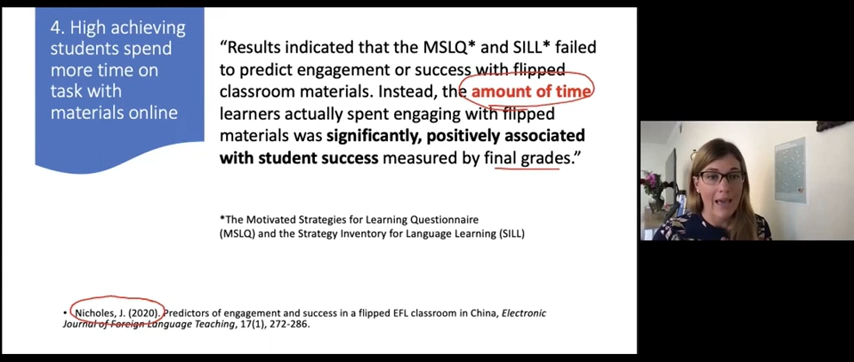 4. High achieving
students spend
more time on
task with
materials online
“Results indicated that the MSLQ* and SILL* failed
to predict engagement or success with flipped
classroom materials. Instead, the amount of time
learners actually spent engaging with flipped
materials was significantly, positively associated
with student success measured by final grades.”
*The Motivated Strategies for Learning Questionnaire
(MSLQ) and the Strategy Inventory for Language Learning (SILL)
• Nicholes, J. (2020). Predictors of engagement and success in a flipped EFL classroom in China, Electronic
Journal of Foreign Language Teaching, 17(1), 272-286.